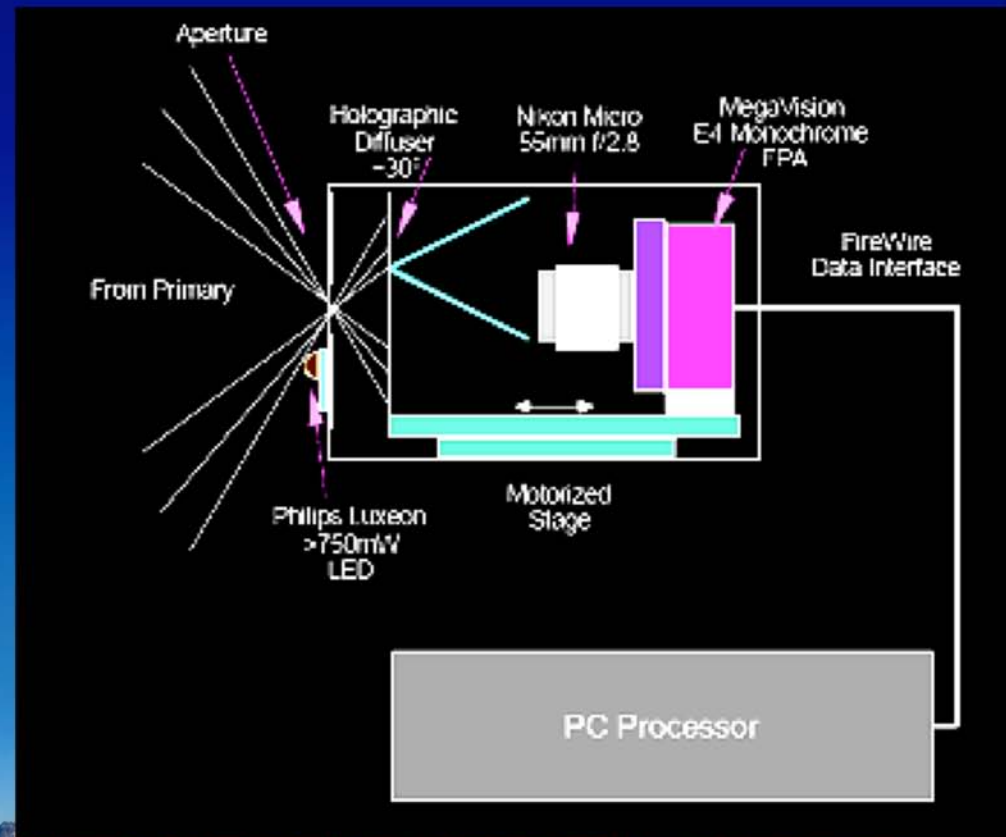 Aperture
Holographic
Diffuser
~30°
Nikon Micro
55mm f/2.8
MegaVision
E4 Monochrome
FPA
FireWire
Data Interface
From Primary
Motorized
Stage
Philips Luxeon
>750mW
LED
PC Processor